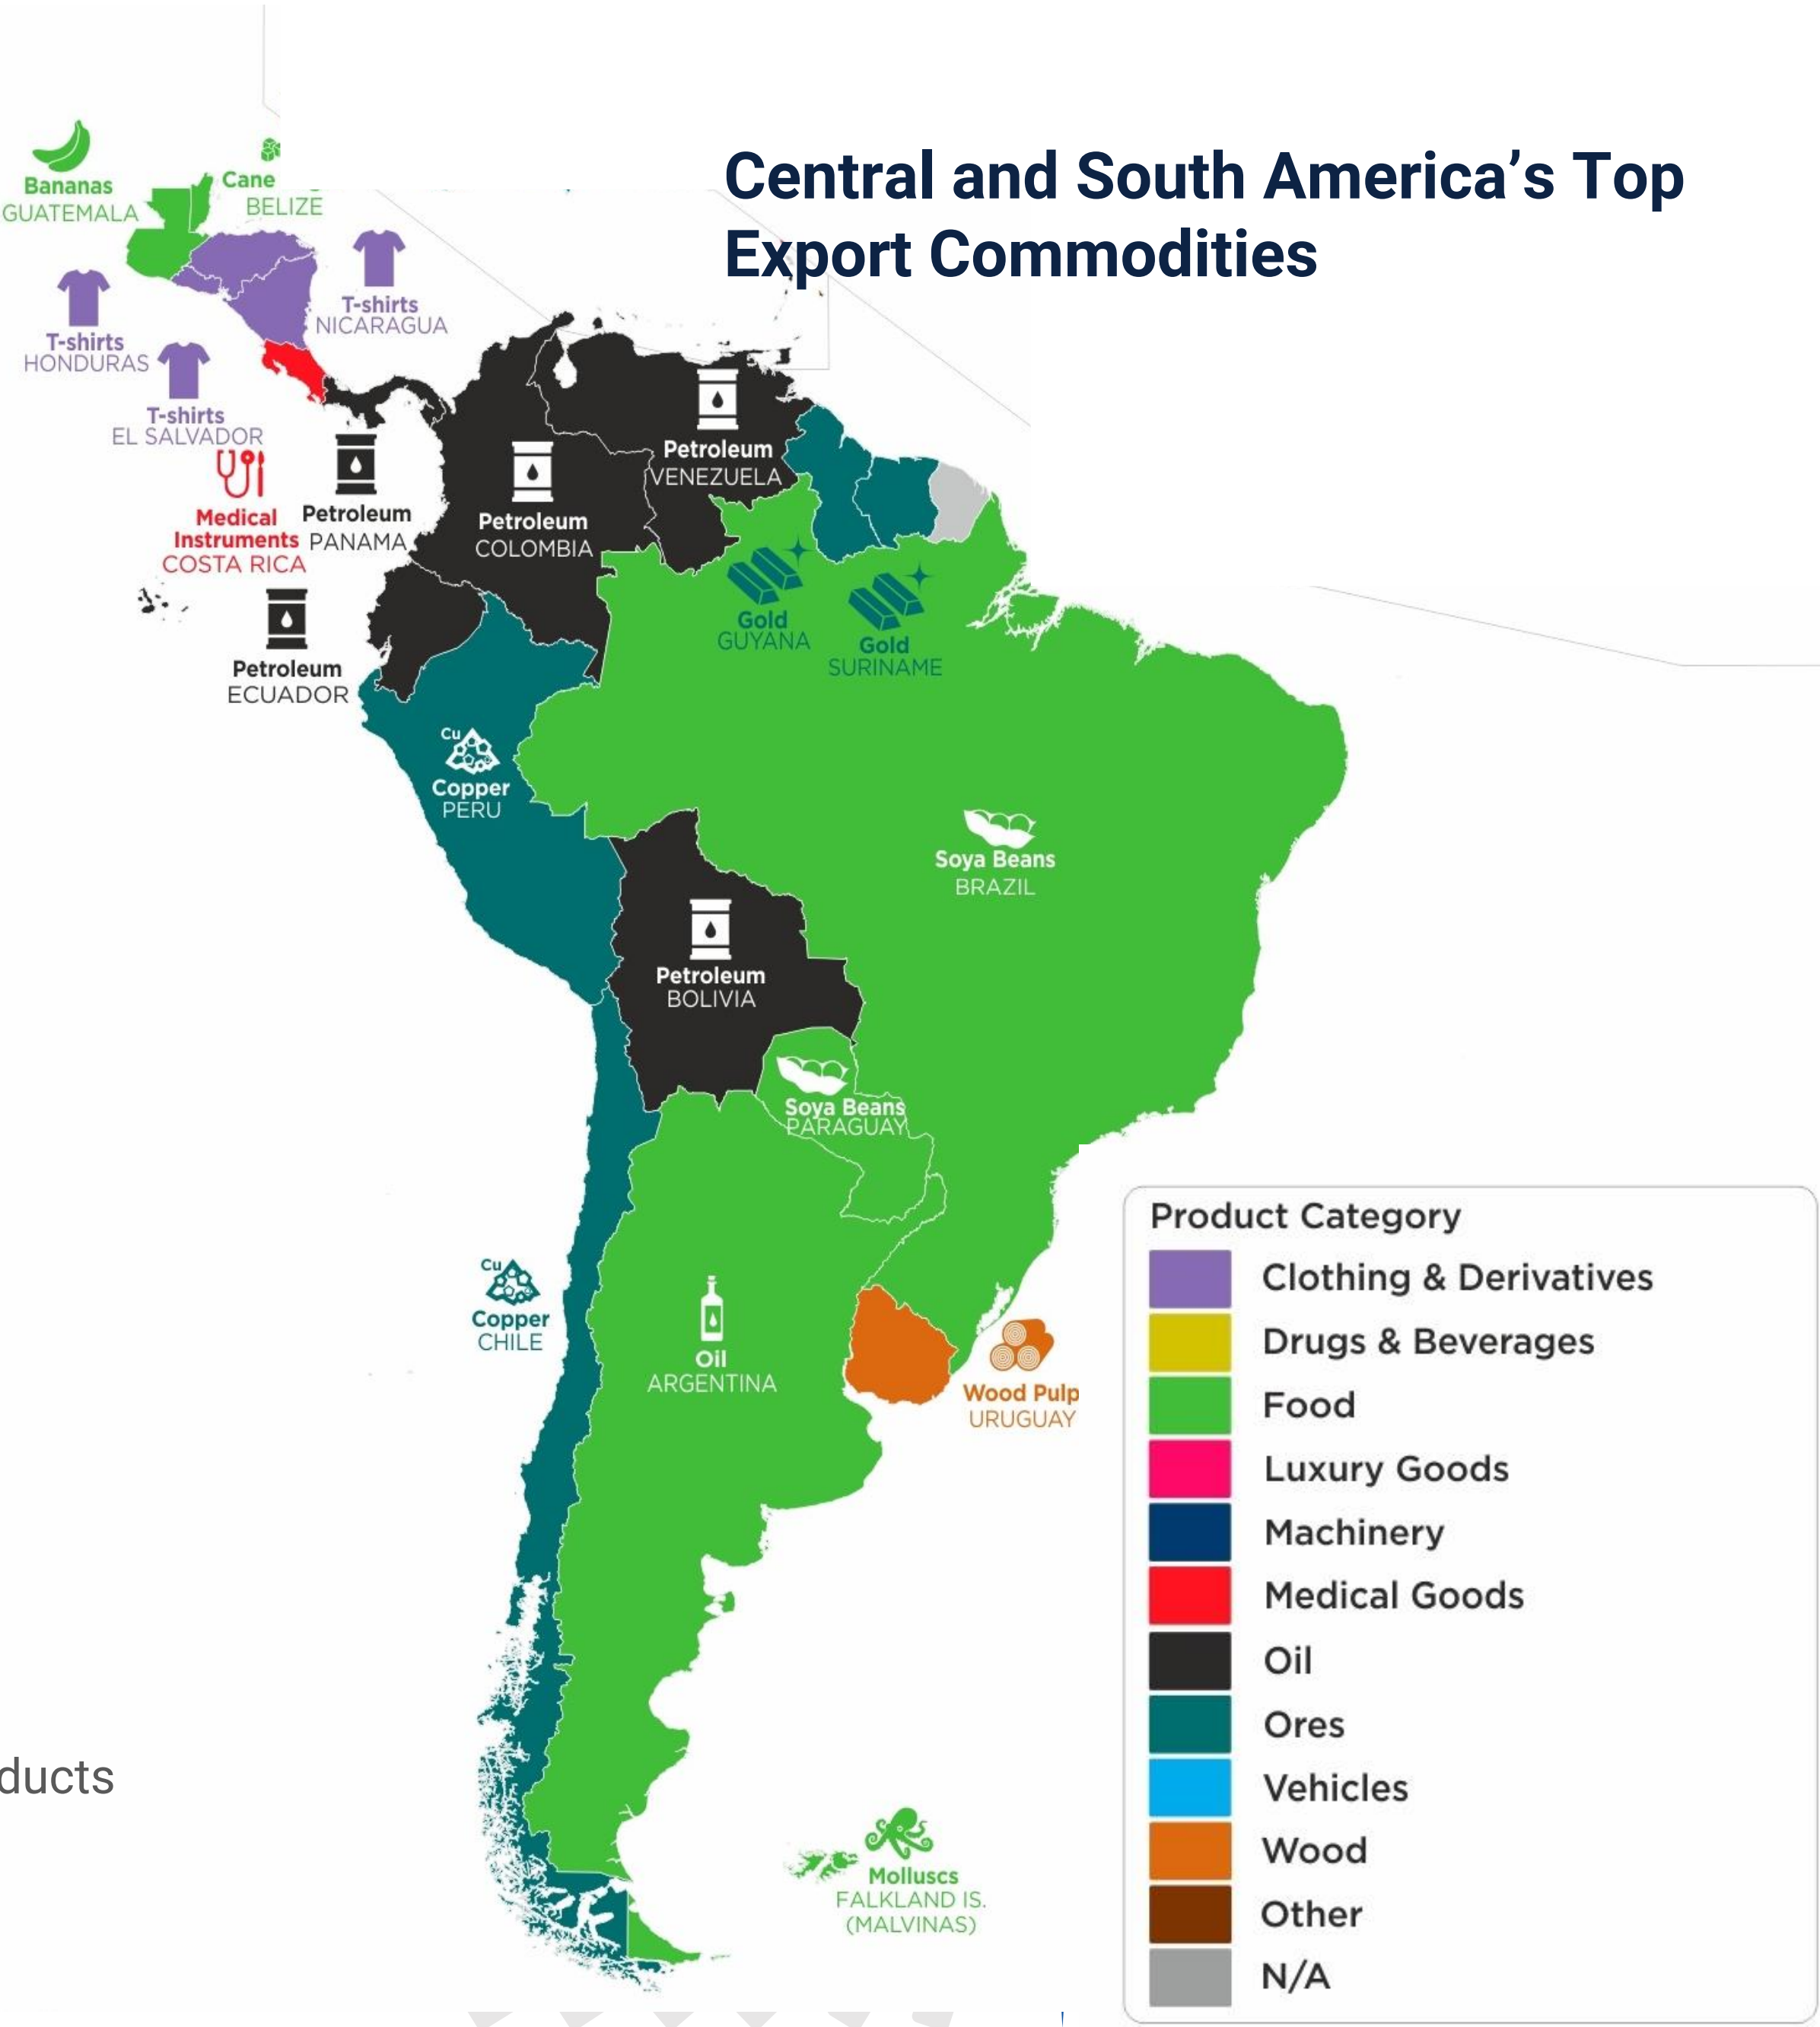 Central and South America’s Top
Export Commodities
Bananas
GUATEMALA
Cane
BELIZE
T-shirts
NICARAGUA
T-shirts
HONDURAS
T-shirts
EL SALVADOR
Medical
Instruments
COSTA RICA
Petroleum
PANAMA
Petroleum
COLOMBIA
Petroleum
VENEZUELA
Gold
GUYANA
Gold
SURINAME
Petroleum
ECUADOR
Cu
Copper
PERU
Soya Beans
BRAZIL
Petroleum
BOLIVIA
Soya Beans
PARAGUAY
Cu
Copper
CHILE
Oil
ARGENTINA
Wood Pulp
URUGUAY
Molluscs
FALKLAND IS.
(MALVINAS)
ducts
Product Category
Clothing & Derivatives
Drugs & Beverages
Food
Luxury Goods
Machinery
Medical Goods
Oil
Ores
Vehicles
Wood
Other
N/A